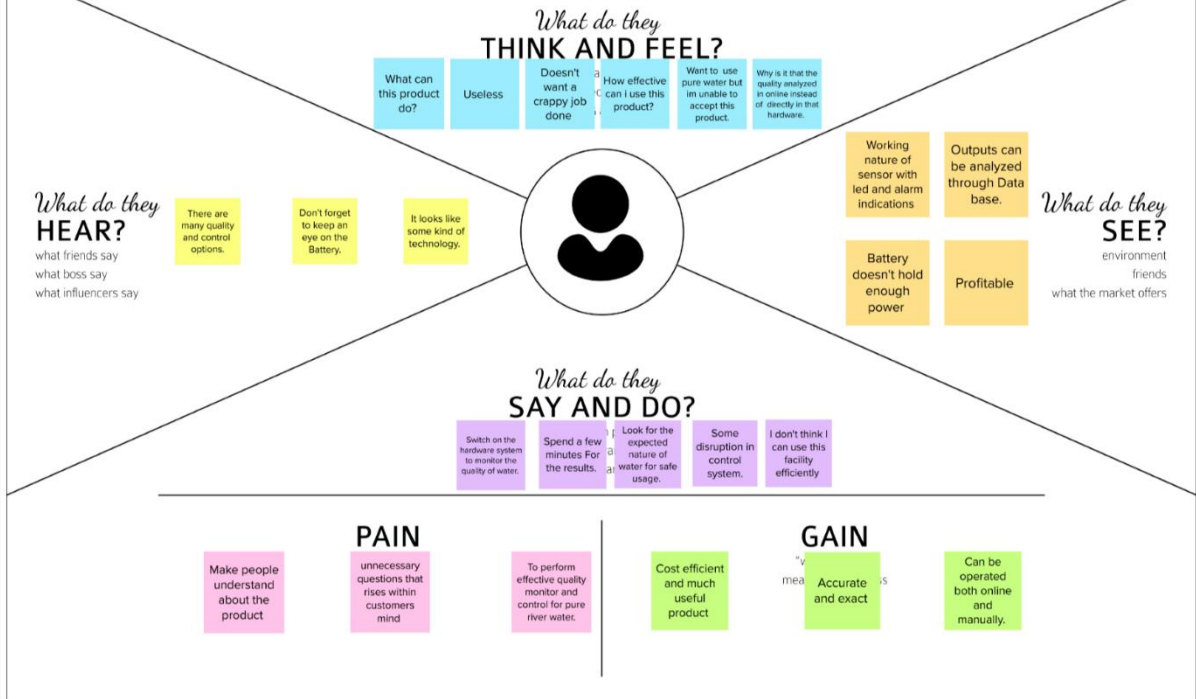 What do they
THINK AND FEEL?
What can
this product
do?
Useless
Doesn't
want a
crappy job
done
How effective
can i use this
product?
Want to use
pure water but
im unable to
accept this
product.
Why is it that the
quality analyzed
in online instead
of directly in that
hardware.
What do they
HEAR?
what friends say
what boss say
what influencers say
There are
many quality
and control
options.
Don't forget
to keep an
eye on the
Battery.
It looks like
some kind of
technology.
Working
nature of
sensor with
led and alarm
indications
Outputs can
be analyzed
through Data
base.
Battery
doesn't hold
enough
power
Profitable
What do they
SEE?
environment
friends
what the market offers
What do they
SAY AND DO?
Switch on the
hardware system
to monitor the
quality of water.
Spend a few
minutes For
the results.
Look for the
expected
nature of
water for safe
usage.
Some
disruption in
control
system.
I don't think I
can use this
facility
efficiently
PAIN
Make people
understand
about the
product
unnecessary
questions that
rises within
customers
mind
To perform
effective quality
monitor and
control for pure
river water.
GAIN
Cost efficient
and much
useful
product
Accurate
and exact
Can be
operated
both online
and
manually.